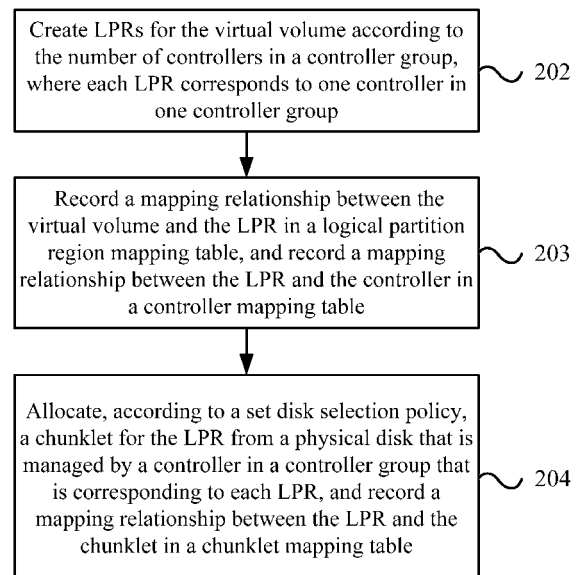 Create LPRs for the virtual volume according to
the number of controllers in a controller group,
where each LPR corresponds to one controller in
one controller group
202
Record a mapping relationship between the
virtual volume and the LPR in a logical partition
region mapping table, and record a mapping
relationship between the LPR and the controller in
a controller mapping table
203
Allocate, according to a set disk selection policy,
a chunklet for the LPR from a physical disk that is
managed by a controller in a controller group that
is corresponding to each LPR, and record a
mapping relationship between the LPR and the
chunklet in a chunklet mapping table
204